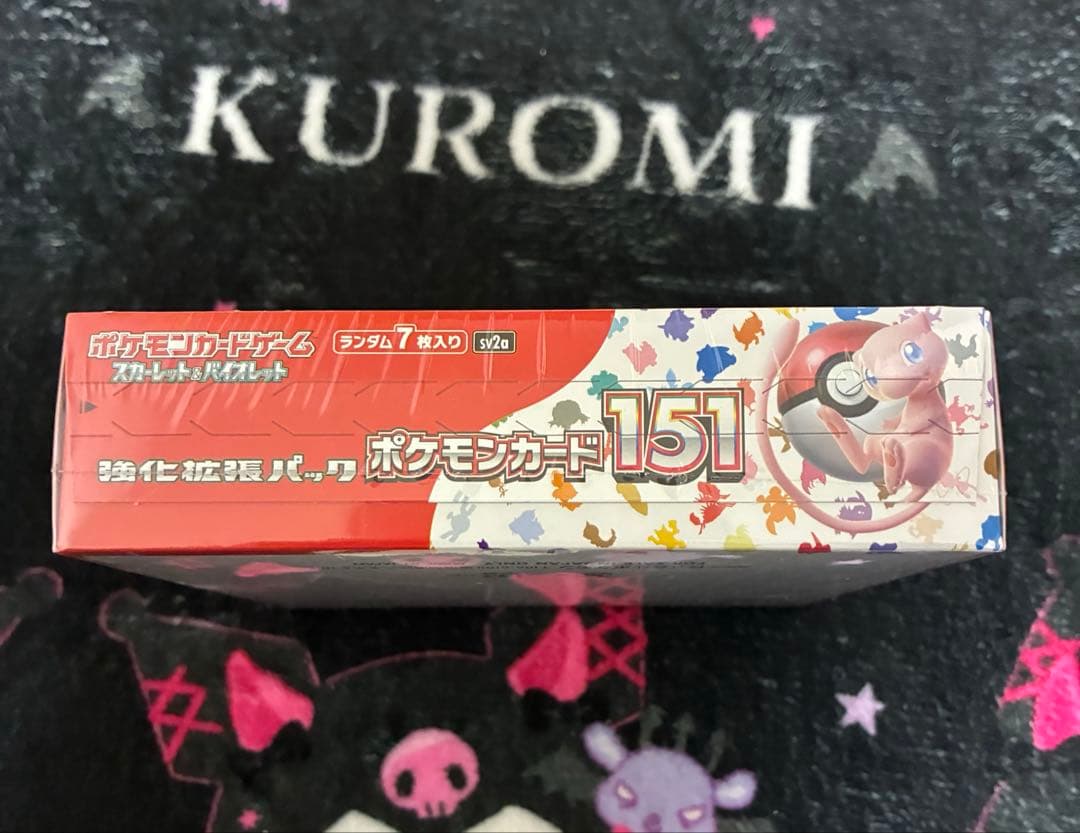 KUROMI
ポケモンカードゲーム
スカーレット&バイオレット
ランダム7枚入り
sv2a
強化拡張パック
ポケモンカード151